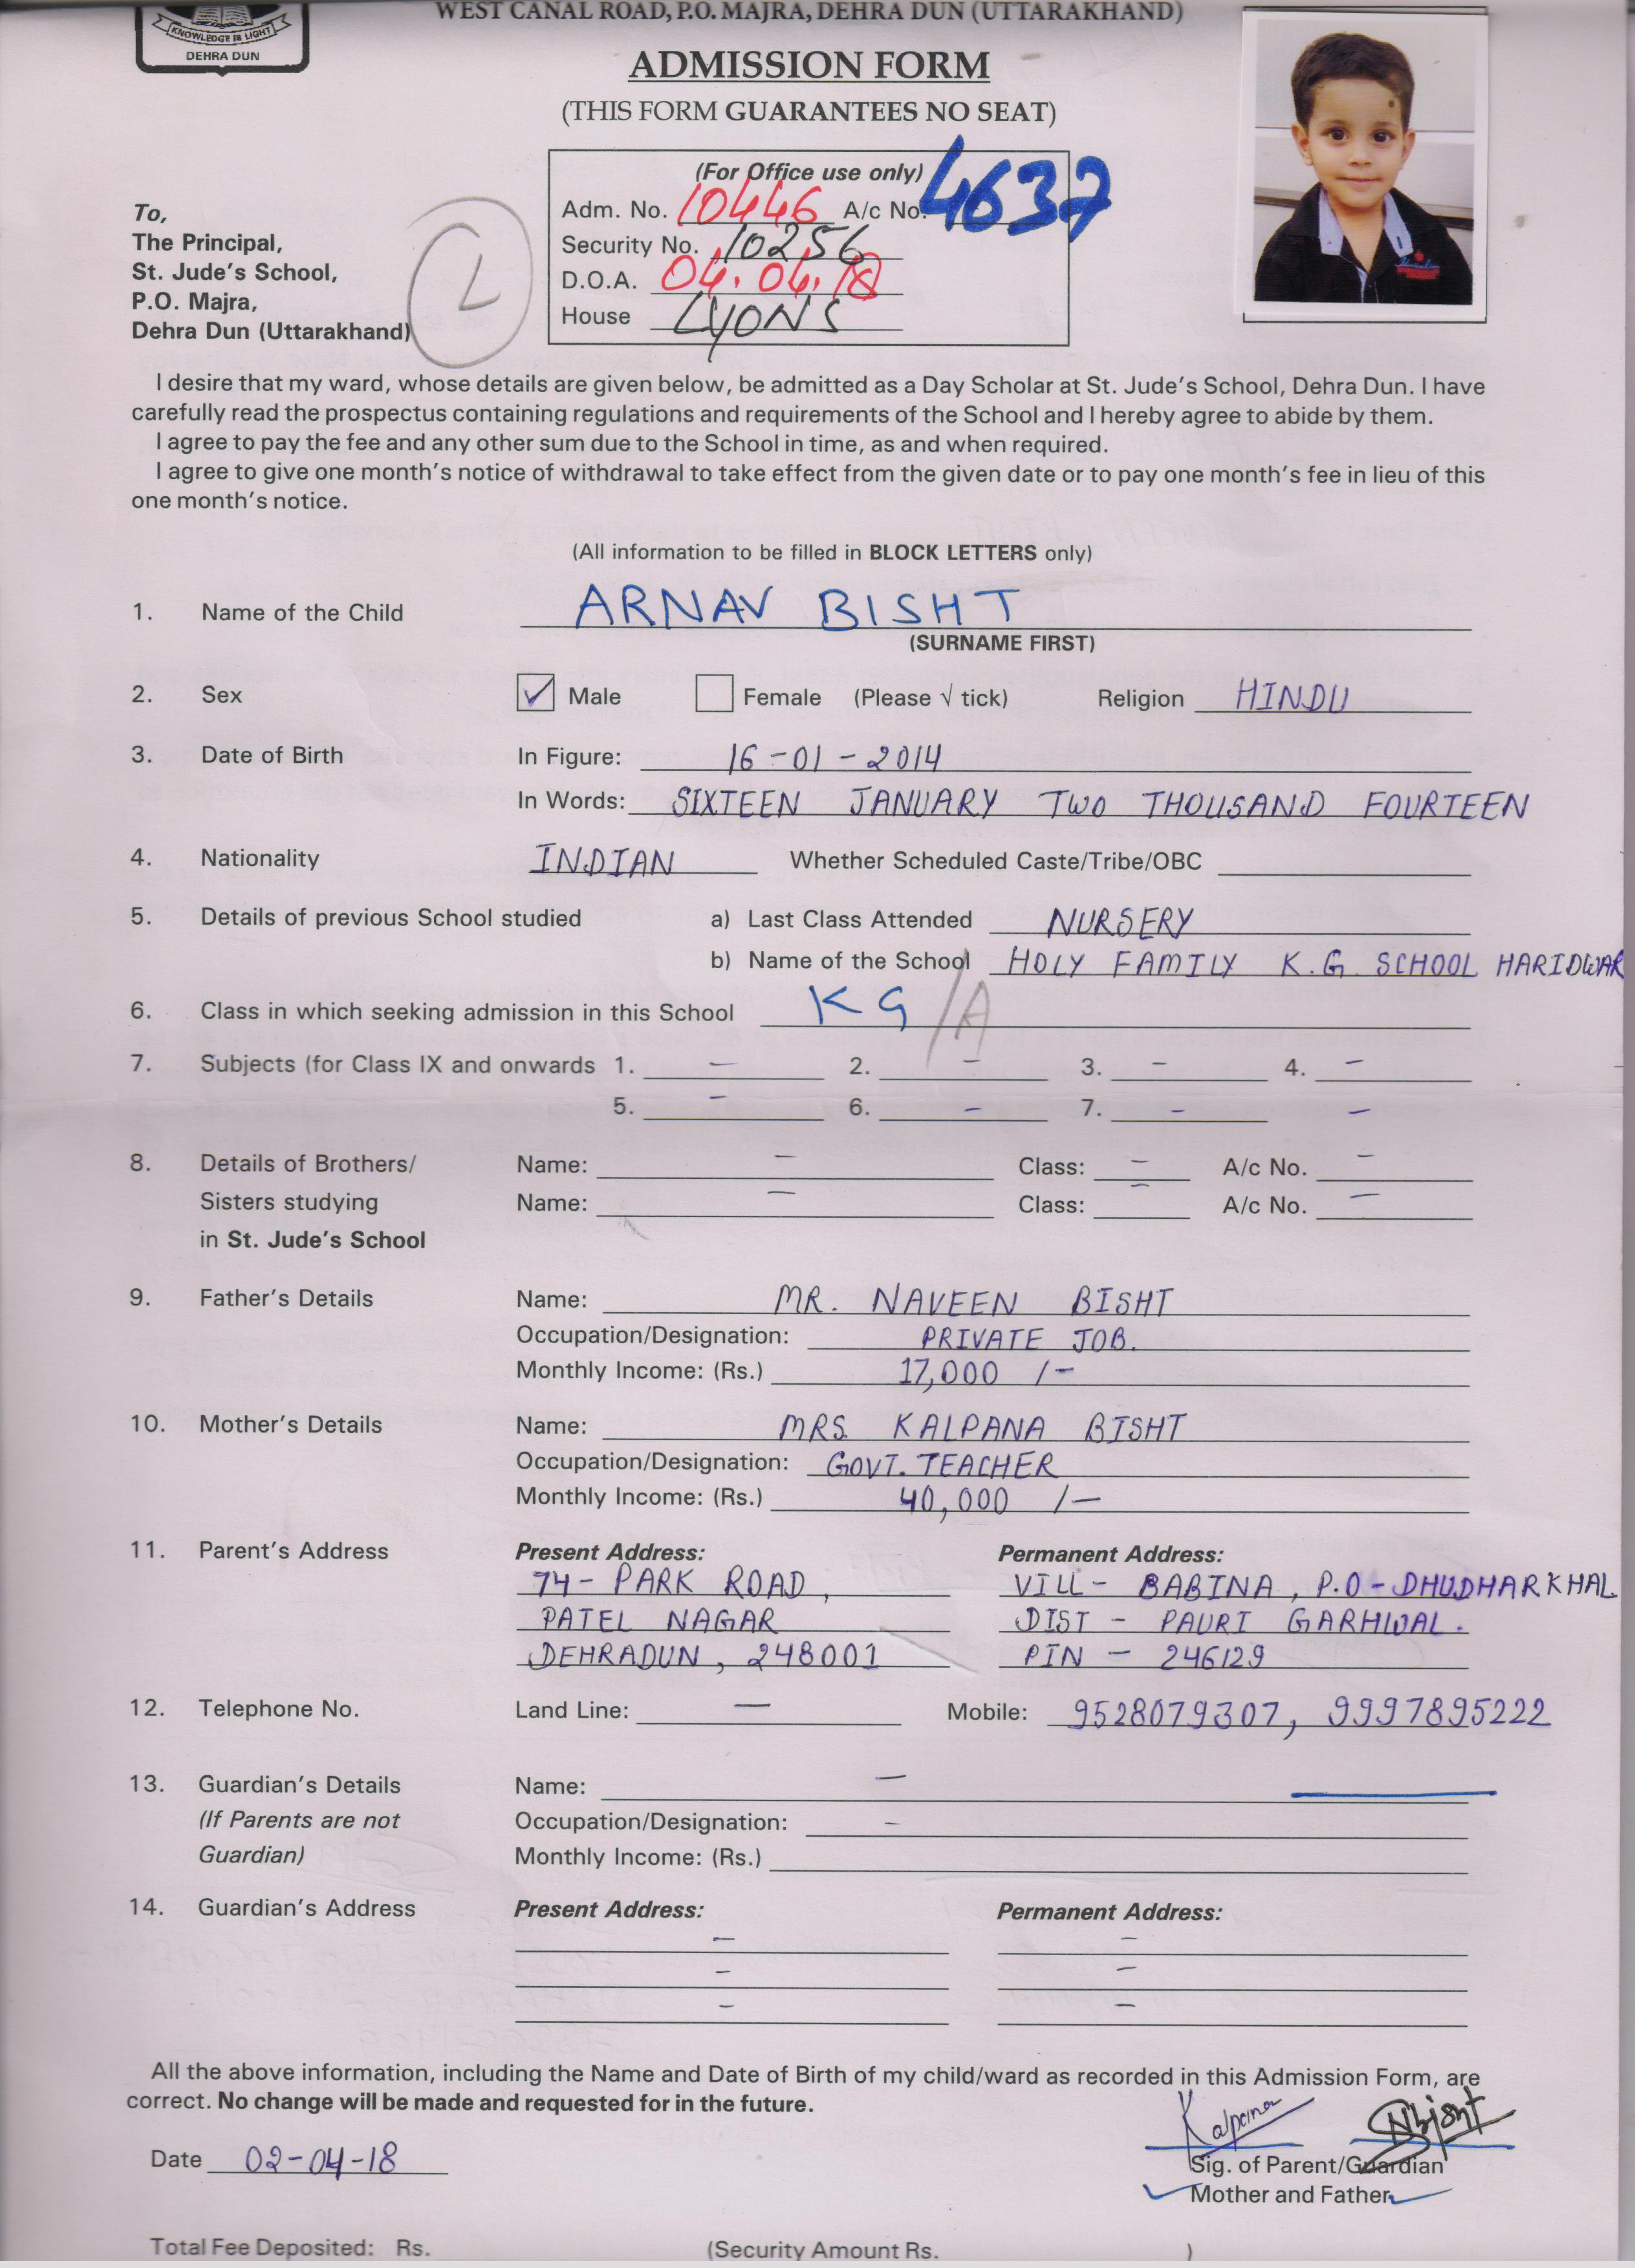 WEST CANAL ROAD, P.O. MAJRA, DEHRA DUN (UTTARAKHAND)
KNOWLEDGE IS LIGHT
DEHRA DUN
ADMISSION FORM
(THIS FORM GUARANTEES NO SEAT)
(For Office use only)
Adm. No. 10446 A/c No. 4637
Security No. 10256
D.O.A. 04.04.18
House LYONS
To,
The Principal,
St. Jude's School,
P.O. Majra,
Dehra Dun (Uttarakhand)
I desire that my ward, whose details are given below, be admitted as a Day Scholar at St. Jude's School, Dehra Dun. I have
carefully read the prospectus containing regulations and requirements of the School and I hereby agree to abide by them.
I agree to pay the fee and any other sum due to the School in time, as and when required.
I agree to give one month's notice of withdrawal to take effect from the given date or to pay one month's fee in lieu of this
one month's notice.
(All information to be filled in BLOCK LETTERS only)
1. Name of the Child ARNAV BISHT
(SURNAME FIRST)
2. Sex ✓ Male Female (Please √ tick) Religion HINDU
3. Date of Birth In Figure: 16-01-2014
In Words: SIXTEEN JANUARY TWO THOUSAND FOURTEEN
4. Nationality INDIAN Whether Scheduled Caste/Tribe/OBC
5. Details of previous School studied a) Last Class Attended NURSERY
b) Name of the School HOLY FAMILY K.G. SCHOOL HARIDWAR
6. Class in which seeking admission in this School KG /A
7. Subjects (for Class IX and onwards 1. – 2. – 3. – 4. –
5. – 6. – 7. – –
8. Details of Brothers/ Name: – Class: – A/c No. –
Sisters studying Name: – Class: – A/c No. –
in St. Jude's School
9. Father's Details Name: MR. NAVEEN BISHT
Occupation/Designation: PRIVATE JOB.
Monthly Income: (Rs.) 17,000 /-
10. Mother's Details Name: MRS. KALPANA BISHT
Occupation/Designation: GOVT. TEACHER
Monthly Income: (Rs.) 40,000 /-
11. Parent's Address Present Address: Permanent Address:
74- PARK ROAD, VILL- BABINA, P.O-DHUDHARKHAL
PATEL NAGAR DIST - PAURI GARHWAL.
DEHRADUN, 248001 PIN - 246129
12. Telephone No. Land Line: – Mobile: 9528079307, 9997895222
13. Guardian's Details Name: –
(If Parents are not Occupation/Designation: –
Guardian) Monthly Income: (Rs.)
14. Guardian's Address Present Address: Permanent Address:
– –
– –
– –
All the above information, including the Name and Date of Birth of my child/ward as recorded in this Admission Form, are
correct. No change will be made and requested for in the future.
Kalpana NBisht
Date 02-04-18 Sig. of Parent/Guardian
Mother and Father
Total Fee Deposited: Rs. (Security Amount Rs. )